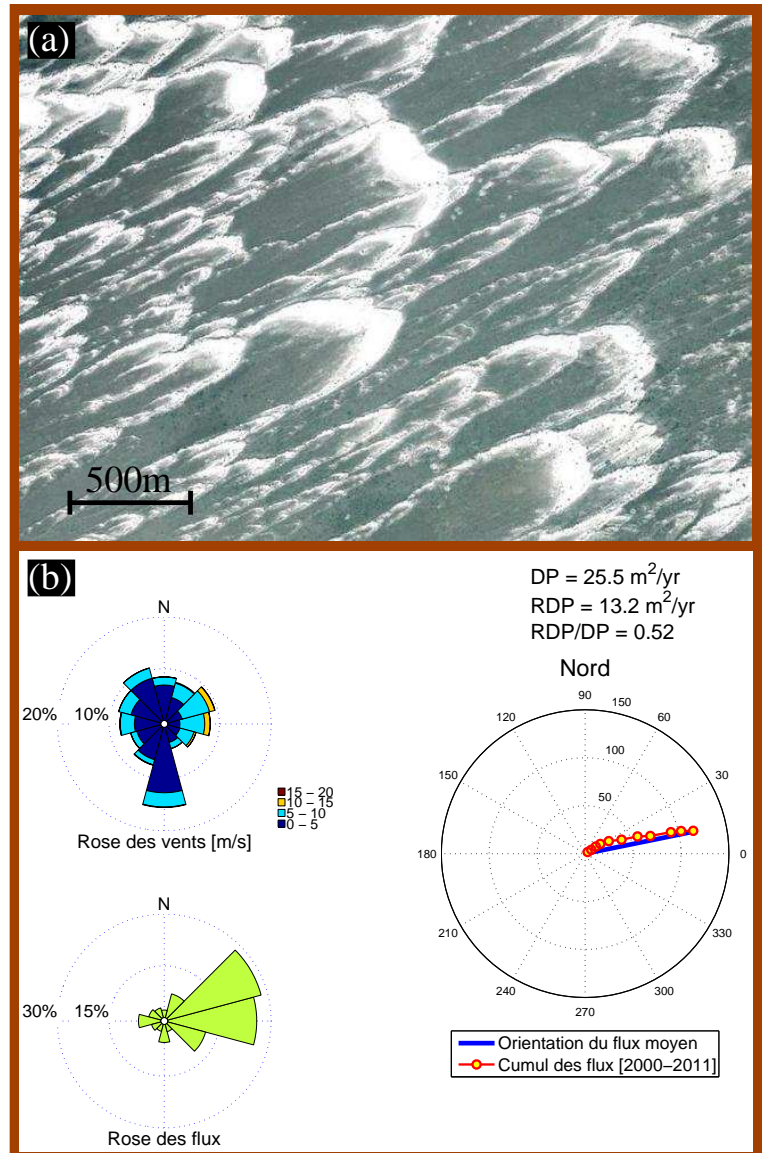 (a)
500m
(b)
DP = 25.5 m²/yr
RDP = 13.2 m²/yr
RDP/DP = 0.52
N
20% 10%
15 − 20
10 − 15
5 − 10
0 − 5
Rose des vents [m/s]
Nord
90
150
120
60
100
150
30
50
180
0
210
330
240
300
270
N
30% 15%
Rose des flux
Orientation du flux moyen
Cumul des flux [2000−2011]